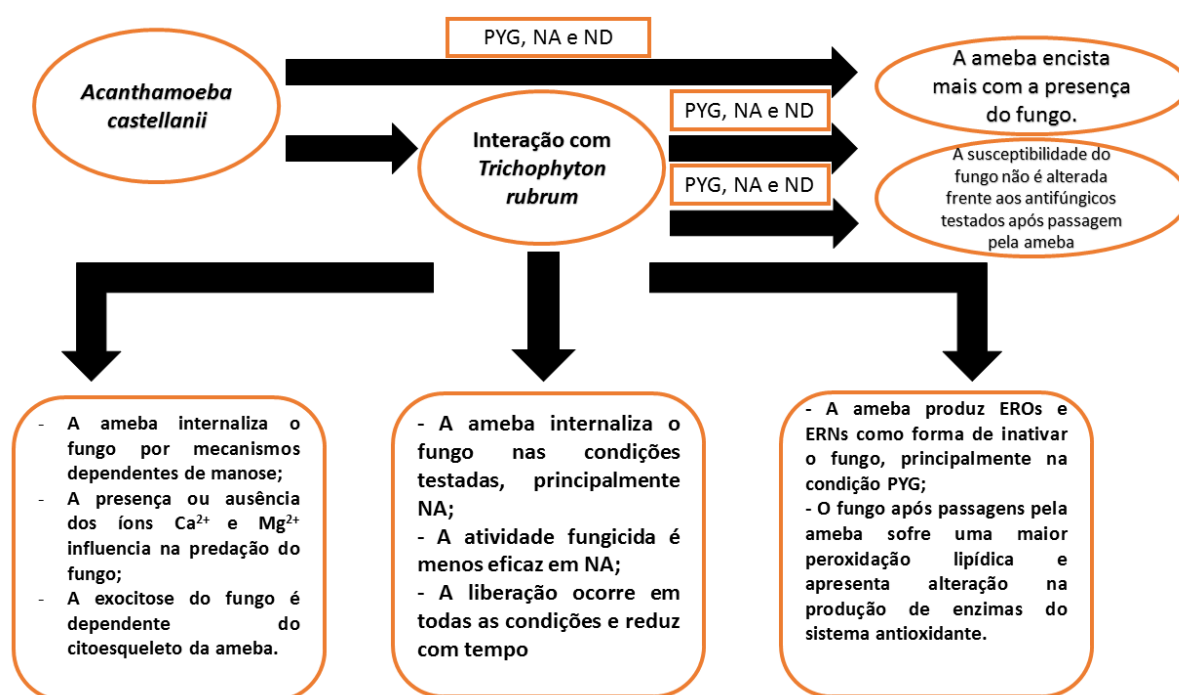 PYG, NA e ND
Acanthamoeba
castellanii
A ameba encista
mais com a presença
do fungo.
Interação com
Trichophyton
rubrum
PYG, NA e ND
PYG, NA e ND
A susceptibilidade do
fungo não é alterada
frente aos antifúngicos
testados após passagem
pela ameba
- A ameba internaliza o
fungo por mecanismos
dependentes de manose;
- A presença ou ausência
dos íons Ca²⁺ e Mg²⁺
influencia na predação do
fungo;
- A exocitose do fungo é
dependente do
citoesqueleto da ameba.
- A ameba internaliza o
fungo nas condições
testadas, principalmente
NA;
- A atividade fungicida é
menos eficaz em NA;
- A liberação ocorre em
todas as condições e reduz
com tempo
- A ameba produz EROs e
ERNs como forma de inativar
o fungo, principalmente na
condição PYG;
- O fungo após passagens pela
ameba sofre uma maior
peroxidação lipídica e
apresenta alteração na
produção de enzimas do
sistema antioxidante.